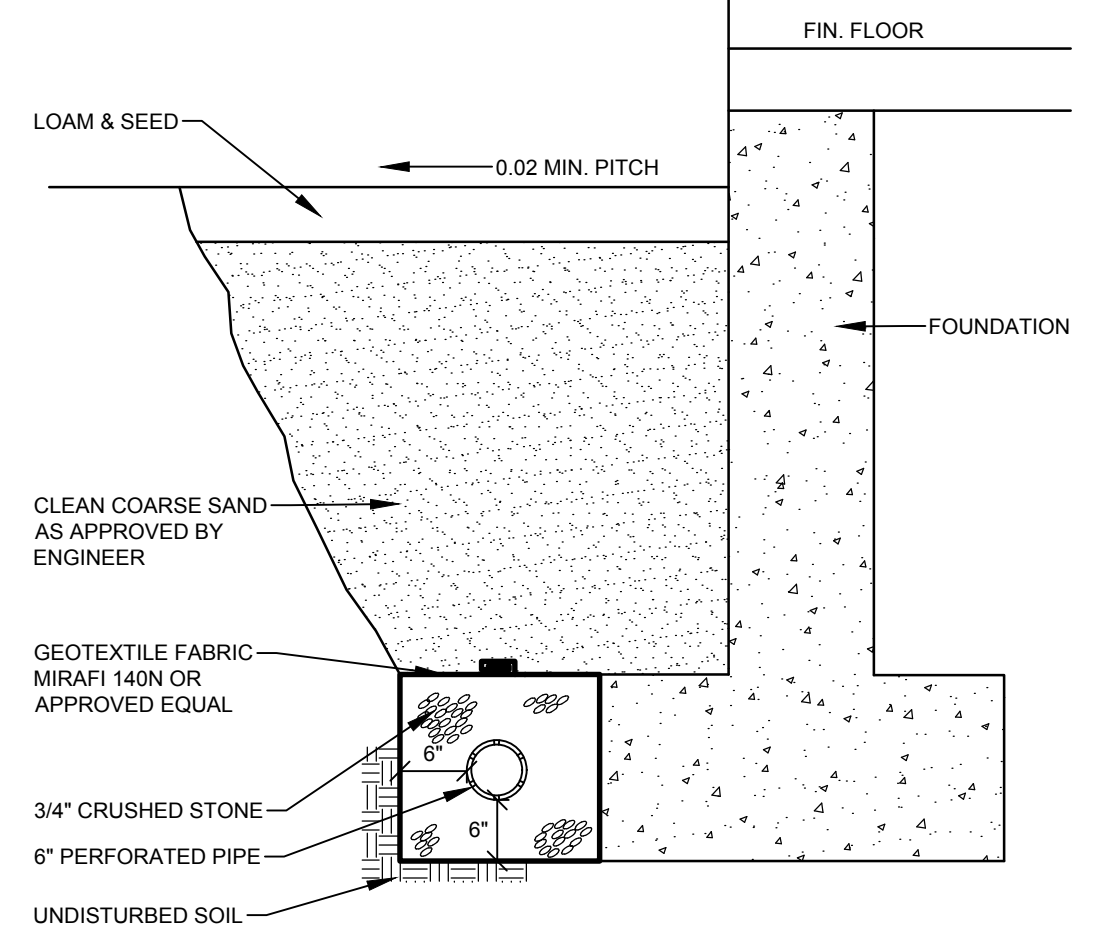 FIN. FLOOR
LOAM & SEED
0.02 MIN. PITCH
FOUNDATION
CLEAN COARSE SAND
AS APPROVED BY
ENGINEER
GEOTEXTILE FABRIC
MIRAFI 140N OR
APPROVED EQUAL
6"
3/4" CRUSHED STONE
6"
6" PERFORATED PIPE
UNDISTURBED SOIL